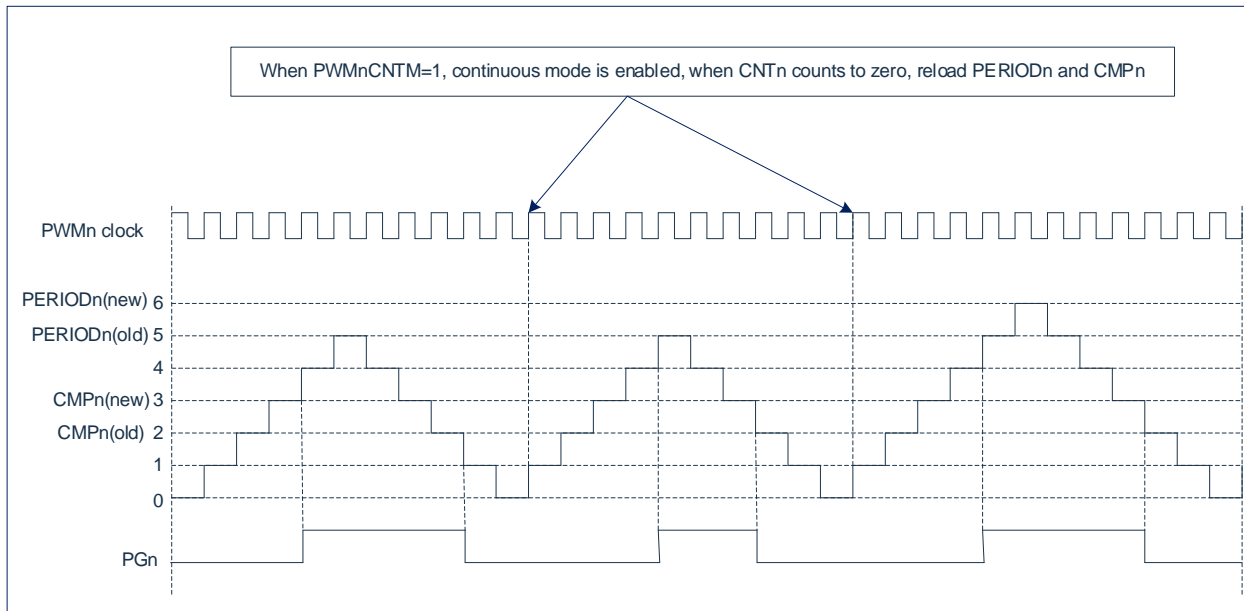 When PWMnCNTM=1, continuous mode is enabled, when CNTn counts to zero, reload PERIODn and CMPn
PWMn clock
PERIODn(new) 6
PERIODn(old) 5
4
CMPn(new) 3
CMPn(old) 2
1
0
PGn